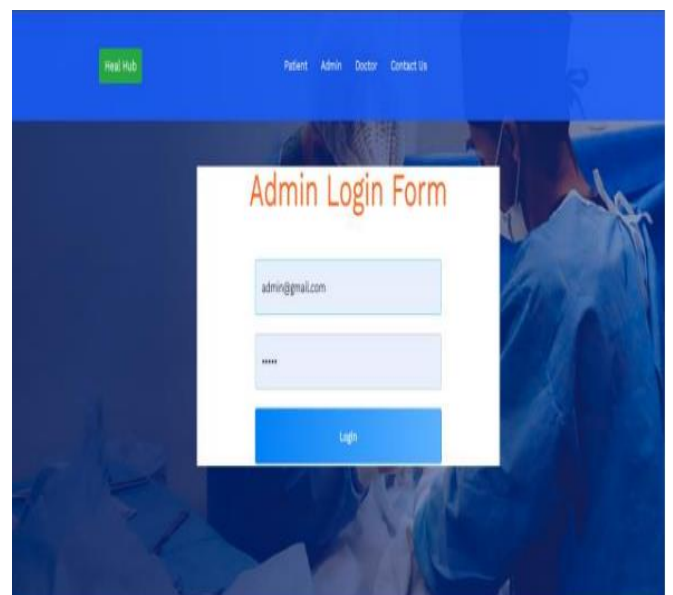 Heal Hub Patient Admin Doctor Contact Us
Admin Login Form
admin@gmail.com
•••••
Login